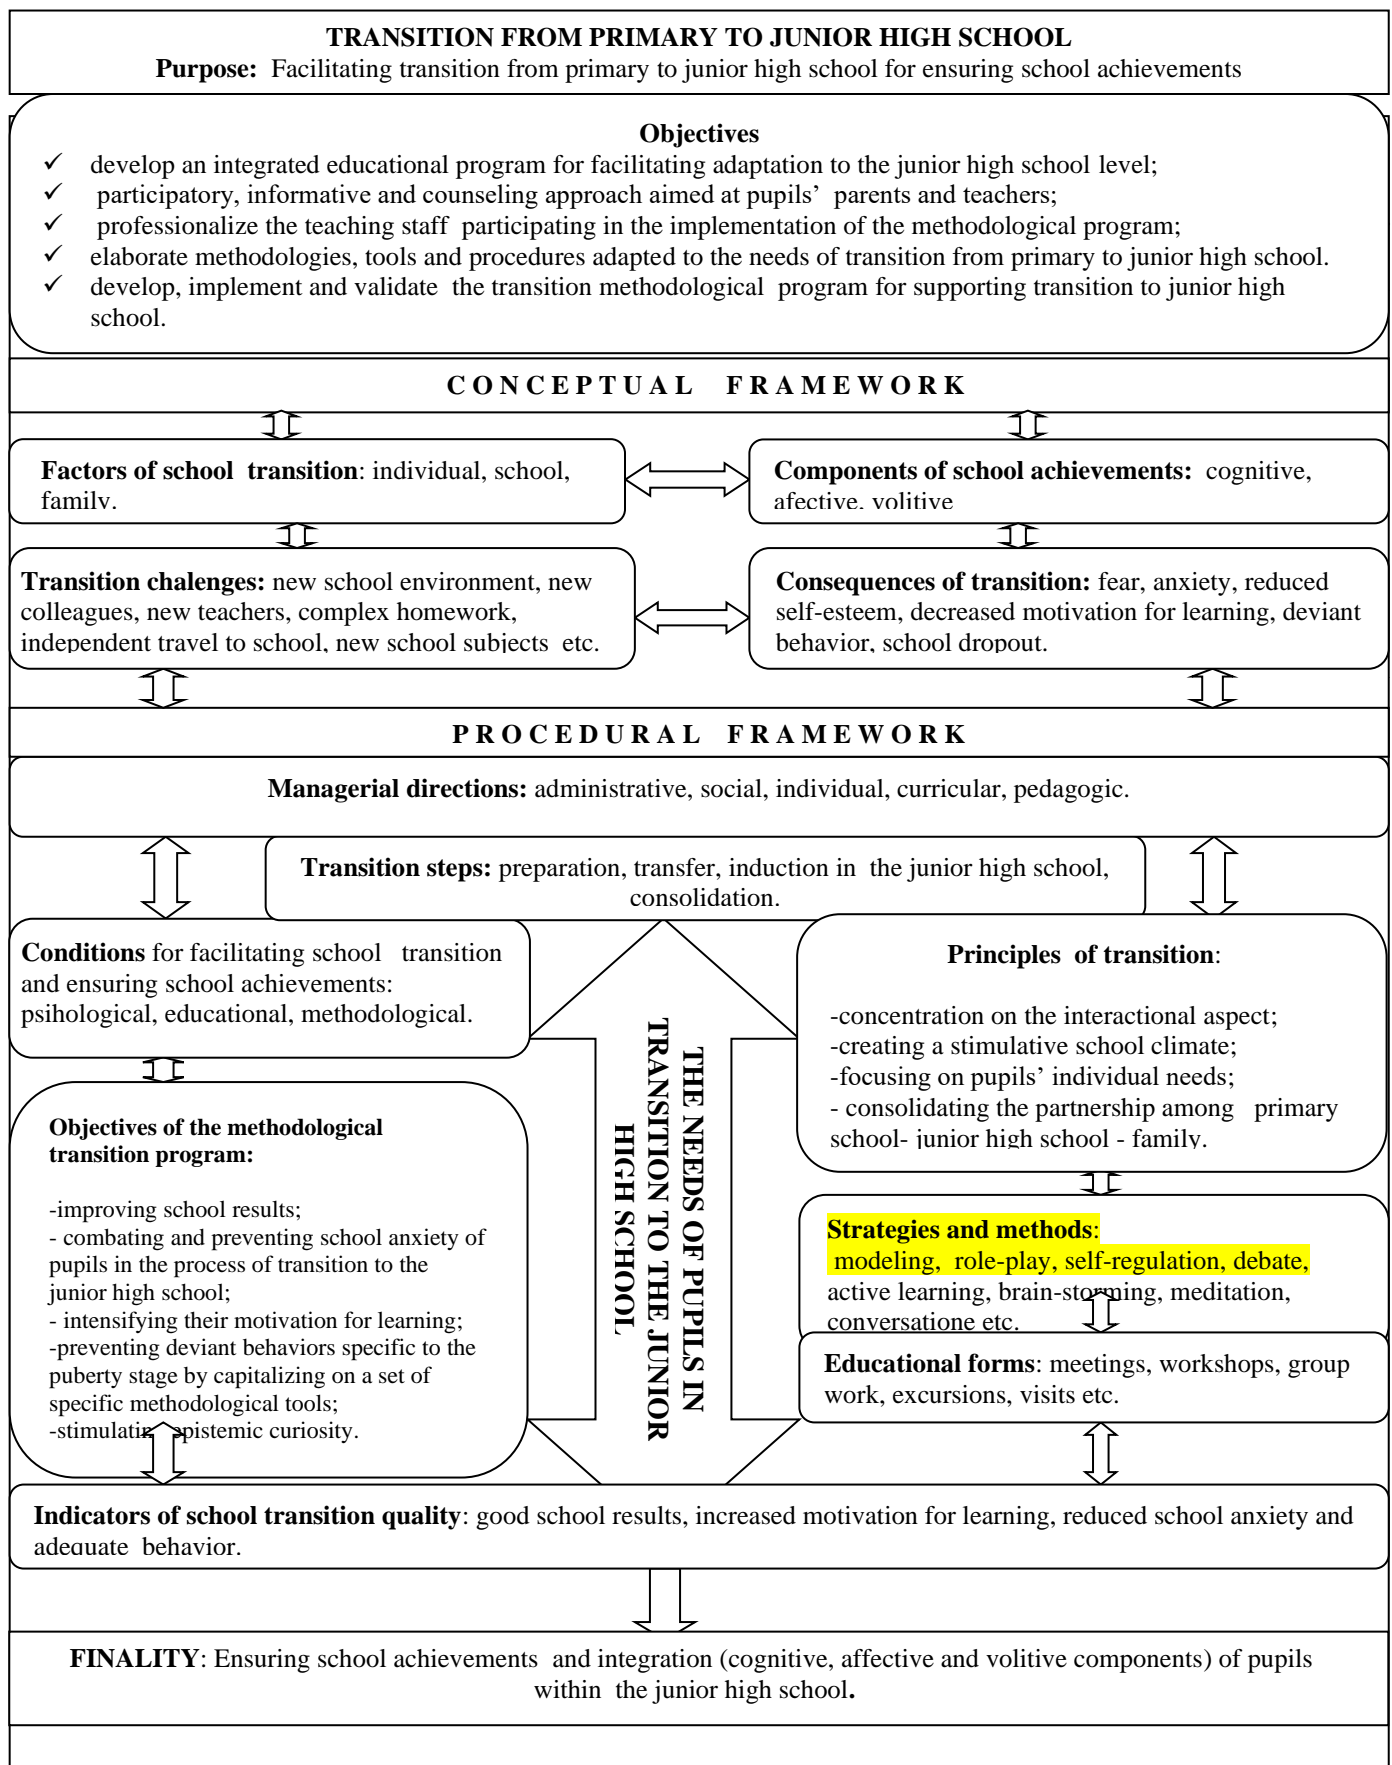 TRANSITION FROM PRIMARY TO JUNIOR HIGH SCHOOL
Purpose: Facilitating transition from primary to junior high school for ensuring school achievements
Objectives
✓ develop an integrated educational program for facilitating adaptation to the junior high school level;
✓ participatory, informative and counseling approach aimed at pupils’ parents and teachers;
✓ professionalize the teaching staff participating in the implementation of the methodological program;
✓ elaborate methodologies, tools and procedures adapted to the needs of transition from primary to junior high school.
✓ develop, implement and validate the transition methodological program for supporting transition to junior high
school.
CONCEPTUAL FRAMEWORK
Factors of school transition: individual, school,
family.
Components of school achievements: cognitive,
afective, volitive
Transition chalenges: new school environment, new
colleagues, new teachers, complex homework,
independent travel to school, new school subjects etc.
Consequences of transition: fear, anxiety, reduced
self-esteem, decreased motivation for learning, deviant
behavior, school dropout.
PROCEDURAL FRAMEWORK
Managerial directions: administrative, social, individual, curricular, pedagogic.
Transition steps: preparation, transfer, induction in the junior high school,
consolidation.
Conditions for facilitating school transition
and ensuring school achievements:
psihological, educational, methodological.
Principles of transition:
-concentration on the interactional aspect;
-creating a stimulative school climate;
-focusing on pupils’ individual needs;
- consolidating the partnership among primary
school- junior high school - family.
THE NEEDS OF PUPILS IN
TRANSITION TO THE JUNIOR
HIGH SCHOOL
Objectives of the methodological
transition program:
-improving school results;
- combating and preventing school anxiety of
pupils in the process of transition to the
junior high school;
- intensifying their motivation for learning;
-preventing deviant behaviors specific to the
puberty stage by capitalizing on a set of
specific methodological tools;
-stimulating epistemic curiosity.
Strategies and methods:
modeling, role-play, self-regulation, debate,
active learning, brain-storming, meditation,
conversatione etc.
Educational forms: meetings, workshops, group
work, excursions, visits etc.
Indicators of school transition quality: good school results, increased motivation for learning, reduced school anxiety and
adequate behavior.
FINALITY: Ensuring school achievements and integration (cognitive, affective and volitive components) of pupils
within the junior high school.